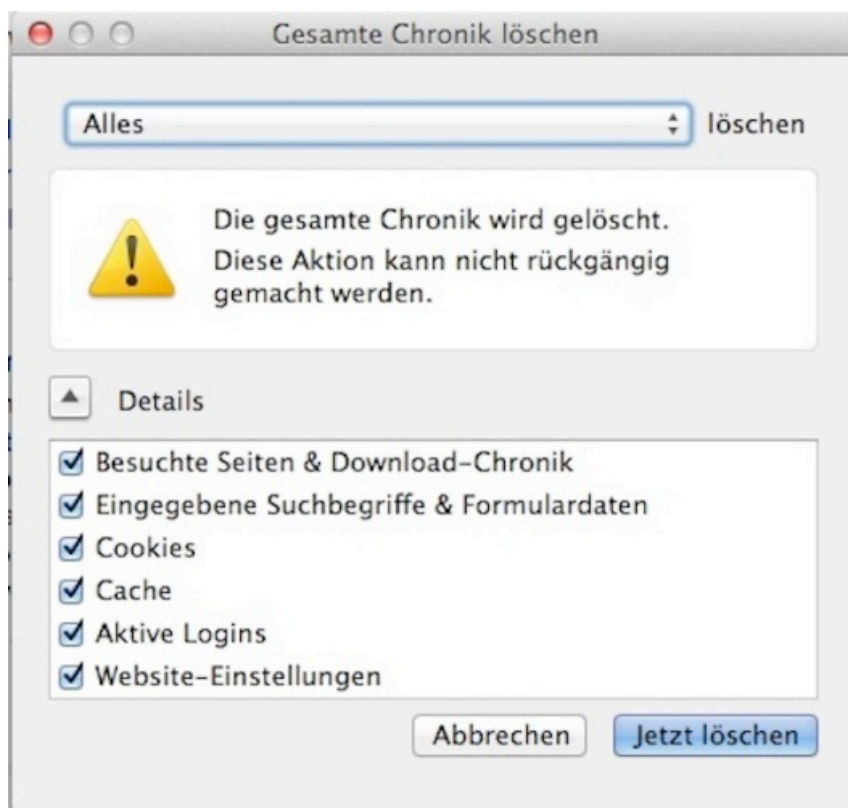 Gesamte Chronik löschen
Alles löschen
Die gesamte Chronik wird gelöscht.
Diese Aktion kann nicht rückgängig
gemacht werden.
Details
Besuchte Seiten & Download-Chronik
Eingegebene Suchbegriffe & Formulardaten
Cookies
Cache
Aktive Logins
Website-Einstellungen
Abbrechen Jetzt löschen